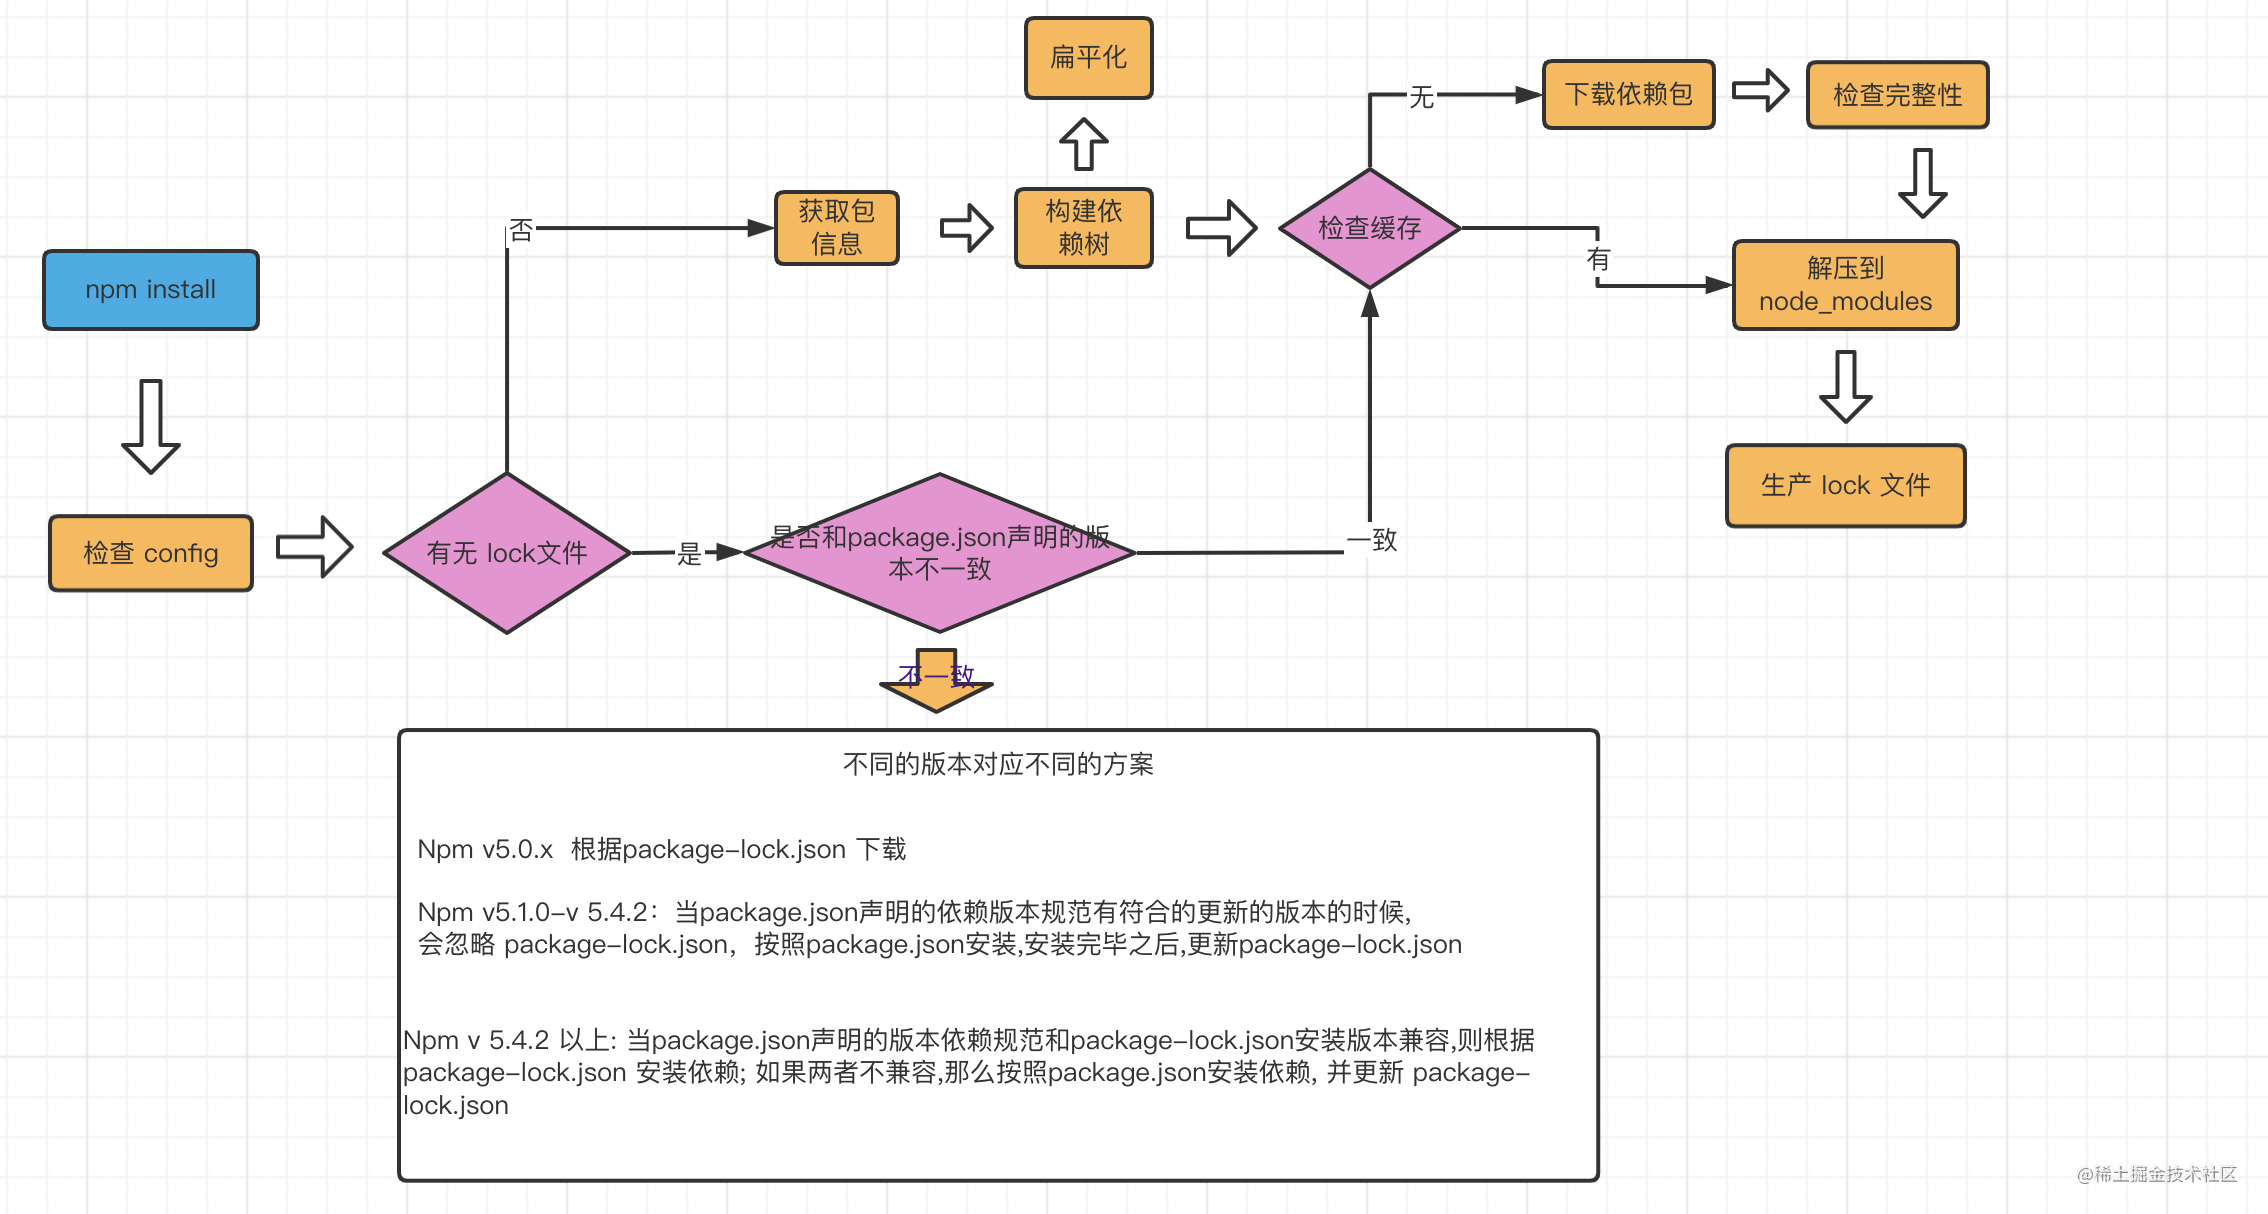 扁平化
无
下载依赖包
检查完整性
否
获取包
信息
构建依
赖树
检查缓存
有
解压到
node_modules
npm install
生产 lock 文件
检查 config
有无 lock文件
是
是否和package.json声明的版
本不一致
一致
不一致
不同的版本对应不同的方案
Npm v5.0.x 根据package-lock.json 下载
Npm v5.1.0-v 5.4.2：当package.json声明的依赖版本规范有符合的更新的版本的时候,
会忽略 package-lock.json，按照package.json安装,安装完毕之后,更新package-lock.json
Npm v 5.4.2 以上: 当package.json声明的版本依赖规范和package-lock.json安装版本兼容,则根据
package-lock.json 安装依赖; 如果两者不兼容,那么按照package.json安装依赖, 并更新 package-
lock.json
@稀土掘金技术社区